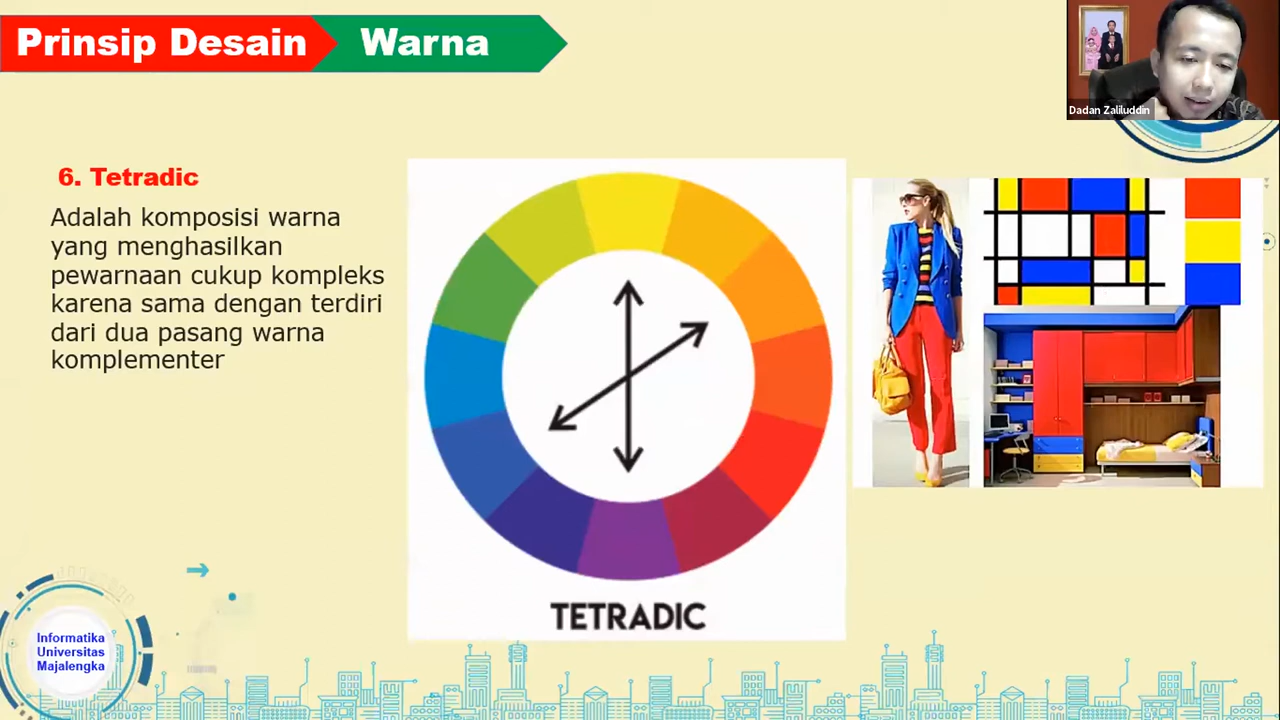 Prinsip Desain
Warna
Dadan Zaliluddin
6. Tetradic
Adalah komposisi warna
yang menghasilkan
pewarnaan cukup kompleks
karena sama dengan terdiri
dari dua pasang warna
komplementer
TETRADIC
Informatika
Universitas
Majalengka